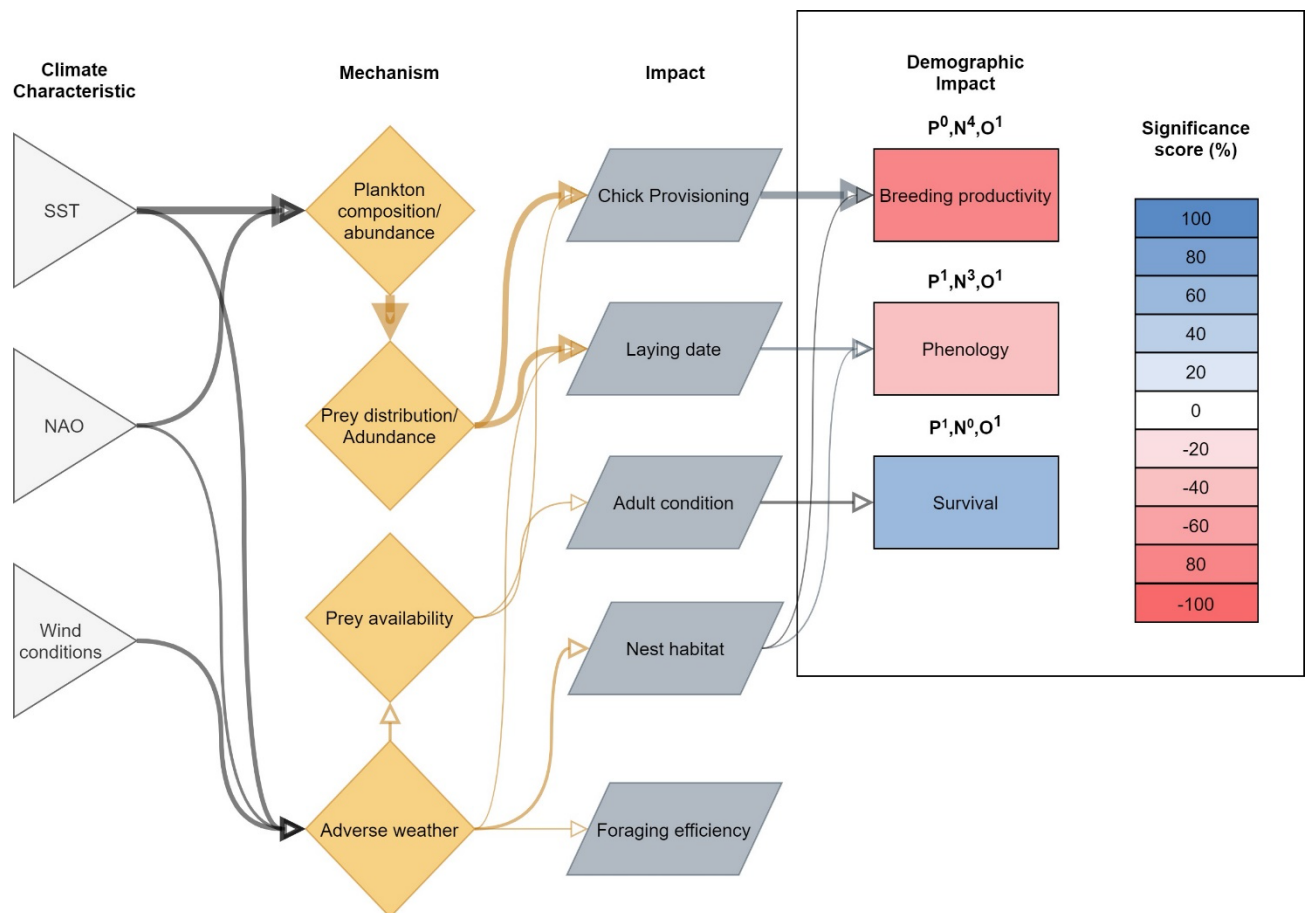 Climate
Characteristic
Mechanism
Impact
Demographic
Impact
Significance
score (%)
P⁰,N⁴,O¹
SST
Plankton
composition/
abundance
Chick Provisioning
Breeding productivity
P¹,N³,O¹
NAO
Prey distribution/
Adundance
Laying date
Phenology
P¹,N⁰,O¹
Adult condition
Survival
Wind
conditions
Prey availability
Nest habitat
Adverse weather
Foraging efficiency
100
80
60
40
20
0
-20
-40
-60
80
-100